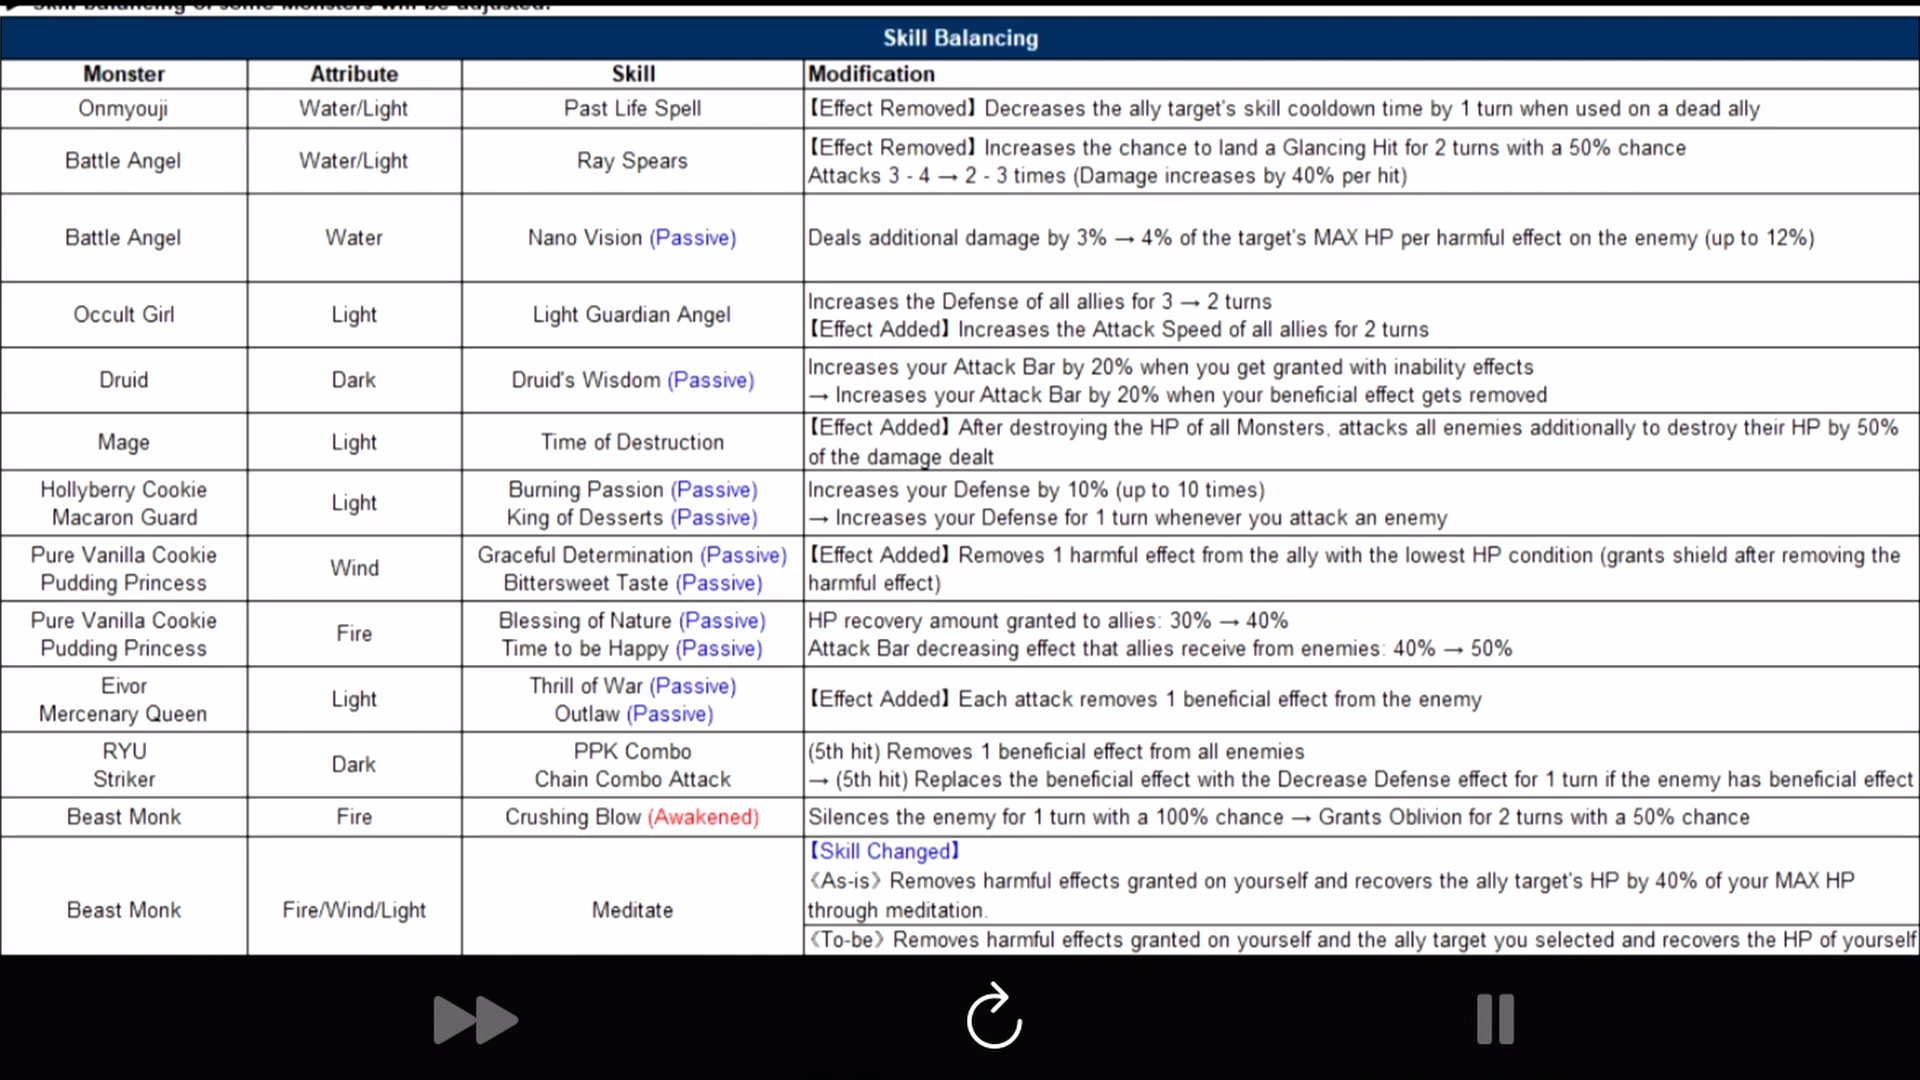 Skill balancing of some Monsters will be adjusted.
Skill Balancing
Monster Attribute Skill Modification
Onmyouji Water/Light Past Life Spell 【Effect Removed】 Decreases the ally target's skill cooldown time by 1 turn when used on a dead ally
Battle Angel Water/Light Ray Spears 【Effect Removed】 Increases the chance to land a Glancing Hit for 2 turns with a 50% chance
Attacks 3 - 4 → 2 - 3 times (Damage increases by 40% per hit)
Battle Angel Water Nano Vision (Passive) Deals additional damage by 3% → 4% of the target's MAX HP per harmful effect on the enemy (up to 12%)
Occult Girl Light Light Guardian Angel Increases the Defense of all allies for 3 → 2 turns
【Effect Added】 Increases the Attack Speed of all allies for 2 turns
Druid Dark Druid's Wisdom (Passive) Increases your Attack Bar by 20% when you get granted with inability effects
→ Increases your Attack Bar by 20% when your beneficial effect gets removed
Mage Light Time of Destruction 【Effect Added】 After destroying the HP of all Monsters, attacks all enemies additionally to destroy their HP by 50%
of the damage dealt
Hollyberry Cookie Light Burning Passion (Passive) Increases your Defense by 10% (up to 10 times)
Macaron Guard King of Desserts (Passive) → Increases your Defense for 1 turn whenever you attack an enemy
Pure Vanilla Cookie Wind Graceful Determination (Passive) 【Effect Added】 Removes 1 harmful effect from the ally with the lowest HP condition (grants shield after removing the
Pudding Princess Bittersweet Taste (Passive) harmful effect)
Pure Vanilla Cookie Fire Blessing of Nature (Passive) HP recovery amount granted to allies: 30% → 40%
Pudding Princess Time to be Happy (Passive) Attack Bar decreasing effect that allies receive from enemies: 40% → 50%
Eivor Light Thrill of War (Passive) 【Effect Added】 Each attack removes 1 beneficial effect from the enemy
Mercenary Queen Outlaw (Passive)
RYU Dark PPK Combo (5th hit) Removes 1 beneficial effect from all enemies
Striker Chain Combo Attack → (5th hit) Replaces the beneficial effect with the Decrease Defense effect for 1 turn if the enemy has beneficial effect
Beast Monk Fire Crushing Blow (Awakened) Silences the enemy for 1 turn with a 100% chance → Grants Oblivion for 2 turns with a 50% chance
Beast Monk Fire/Wind/Light Meditate 【Skill Changed】
《As-is》 Removes harmful effects granted on yourself and recovers the ally target's HP by 40% of your MAX HP
through meditation.
《To-be》 Removes harmful effects granted on yourself and the ally target you selected and recovers the HP of yourself